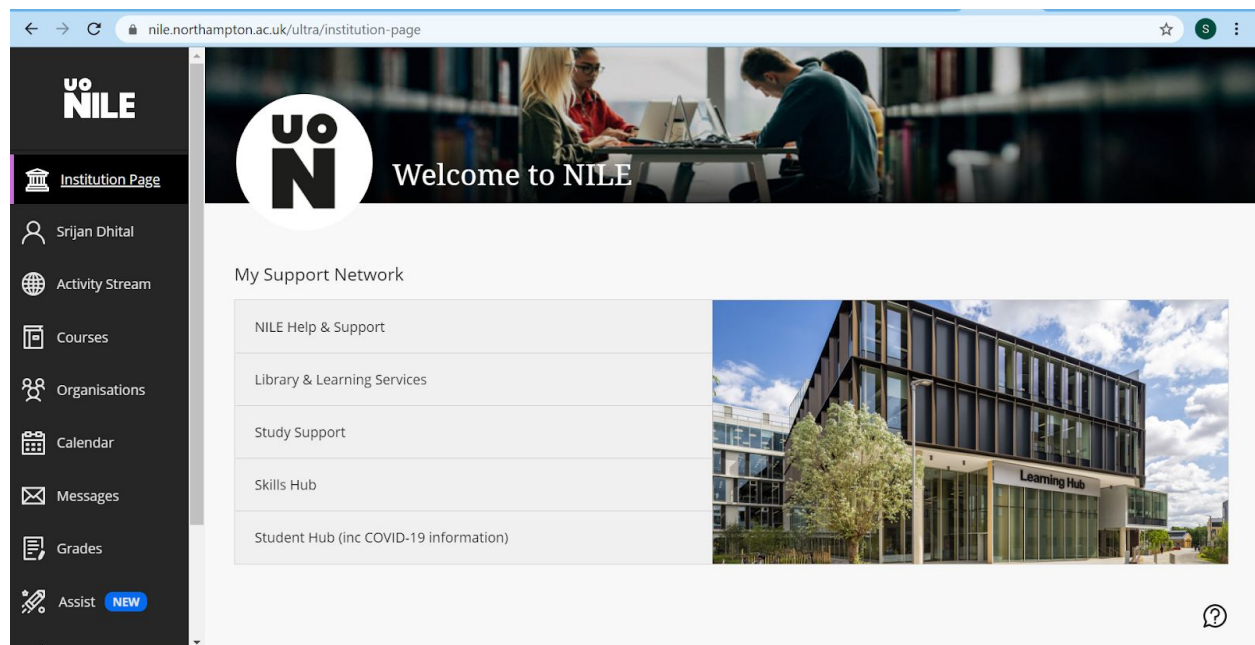 nile.northampton.ac.uk/ultra/institution-page
S
UO
NILE
Institution Page
Srijan Dhital
Activity Stream
Courses
Organisations
Calendar
Messages
Grades
Assist NEW
UO
N
Welcome to NILE
My Support Network
NILE Help & Support
Library & Learning Services
Study Support
Skills Hub
Student Hub (inc COVID-19 information)
Learning Hub